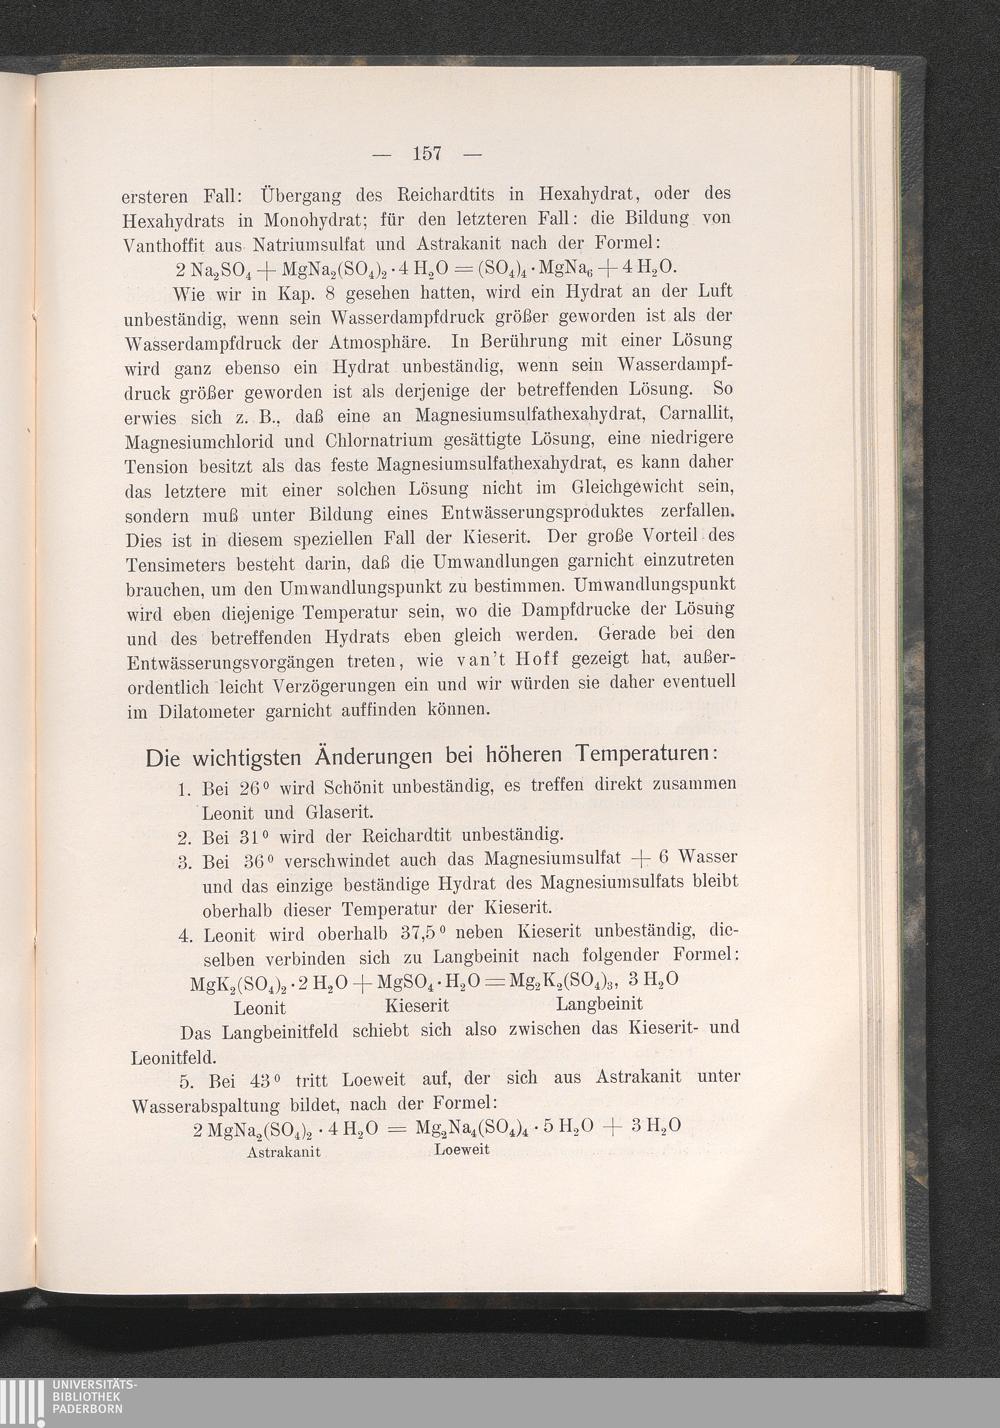 — 157 —
ersteren Fall: Übergang des Reichardtits in Hexahydrat, oder des
Hexahydrats in Monohydrat; für den letzteren Fall: die Bildung von
Vanthoffit aus Natriumsulfat und Astrakanit nach der Formel:
2 Na₂SO₄ + MgNa₂(SO₄)₂ · 4 H₂O = (SO₄)₄ · MgNa₆ + 4 H₂O.
Wie wir in Kap. 8 gesehen hatten, wird ein Hydrat an der Luft
unbeständig, wenn sein Wasserdampfdruck größer geworden ist als der
Wasserdampfdruck der Atmosphäre. In Berührung mit einer Lösung
wird ganz ebenso ein Hydrat unbeständig, wenn sein Wasserdampf-
druck größer geworden ist als derjenige der betreffenden Lösung. So
erwies sich z. B., daß eine an Magnesiumsulfathexahydrat, Carnallit,
Magnesiumchlorid und Chlornatrium gesättigte Lösung, eine niedrigere
Tension besitzt als das feste Magnesiumsulfathexahydrat, es kann daher
das letztere mit einer solchen Lösung nicht im Gleichgewicht sein,
sondern muß unter Bildung eines Entwässerungsproduktes zerfallen.
Dies ist in diesem speziellen Fall der Kieserit. Der große Vorteil des
Tensimeters besteht darin, daß die Umwandlungen garnicht einzutreten
brauchen, um den Umwandlungspunkt zu bestimmen. Umwandlungspunkt
wird eben diejenige Temperatur sein, wo die Dampfdrucke der Lösung
und des betreffenden Hydrats eben gleich werden. Gerade bei den
Entwässerungsvorgängen treten, wie van't Hoff gezeigt hat, außer-
ordentlich leicht Verzögerungen ein und wir würden sie daher eventuell
im Dilatometer garnicht auffinden können.
Die wichtigsten Änderungen bei höheren Temperaturen:
1. Bei 26⁰ wird Schönit unbeständig, es treffen direkt zusammen
Leonit und Glaserit.
2. Bei 31⁰ wird der Reichardtit unbeständig.
3. Bei 36⁰ verschwindet auch das Magnesiumsulfat + 6 Wasser
und das einzige beständige Hydrat des Magnesiumsulfats bleibt
oberhalb dieser Temperatur der Kieserit.
4. Leonit wird oberhalb 37,5⁰ neben Kieserit unbeständig, die-
selben verbinden sich zu Langbeinit nach folgender Formel:
MgK₂(SO₄)₂ · 2 H₂O + MgSO₄ · H₂O = Mg₂K₂(SO₄)₃, 3 H₂O
Leonit Kieserit Langbeinit
Das Langbeinitfeld schiebt sich also zwischen das Kieserit- und
Leonitfeld.
5. Bei 43⁰ tritt Loeweit auf, der sich aus Astrakanit unter
Wasserabspaltung bildet, nach der Formel:
2 MgNa₂(SO₄)₂ · 4 H₂O = Mg₂Na₄(SO₄)₄ · 5 H₂O + 3 H₂O
Astrakanit Loeweit
UNIVERSITÄTS-
BIBLIOTHEK
PADERBORN